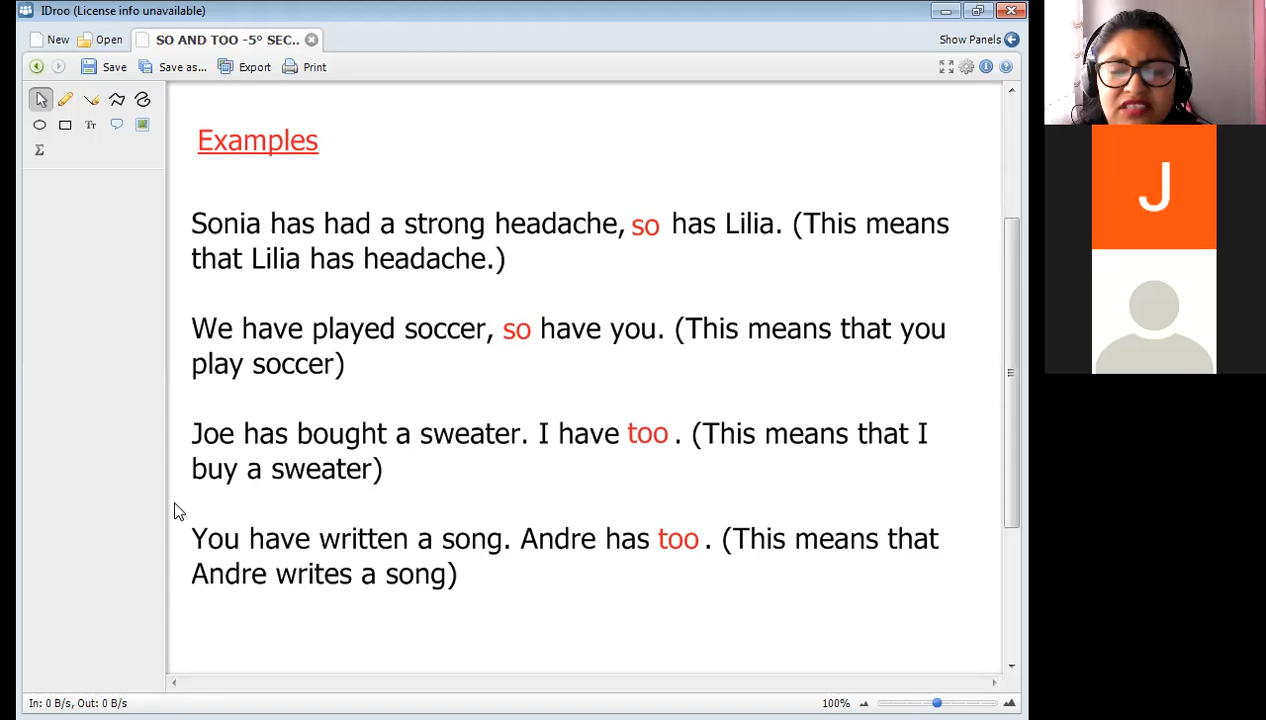 IDroo (License info unavailable)
New Open SO AND TOO -5° SEC.. Show Panels
Save Save as... Export Print
Tr
Σ
Examples
Sonia has had a strong headache, so has Lilia. (This means
that Lilia has headache.)
We have played soccer, so have you. (This means that you
play soccer)
Joe has bought a sweater. I have too . (This means that I
buy a sweater)
You have written a song. Andre has too . (This means that
Andre writes a song)
In: 0 B/s, Out: 0 B/s 100%
J